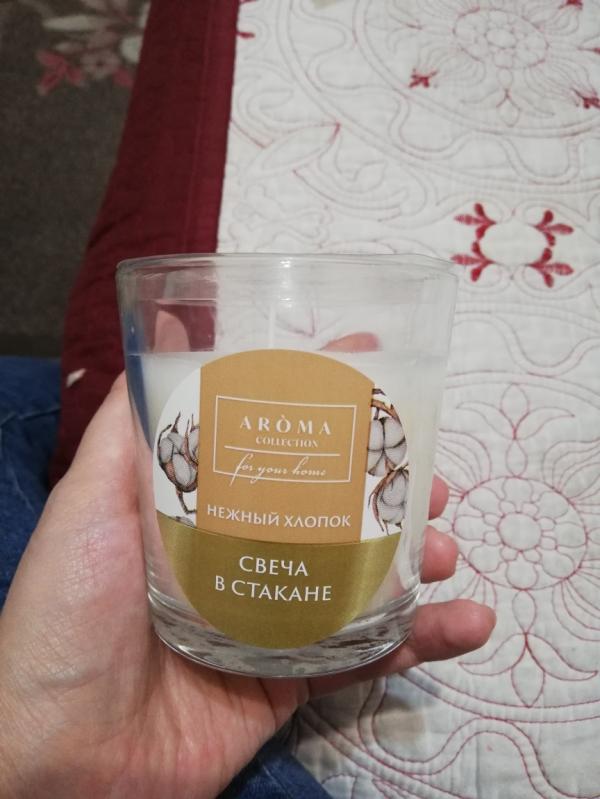 ARÒMA
COLLECTION
for your home
НЕЖНЫЙ ХЛОПОК
СВЕЧА
В СТАКАНЕ